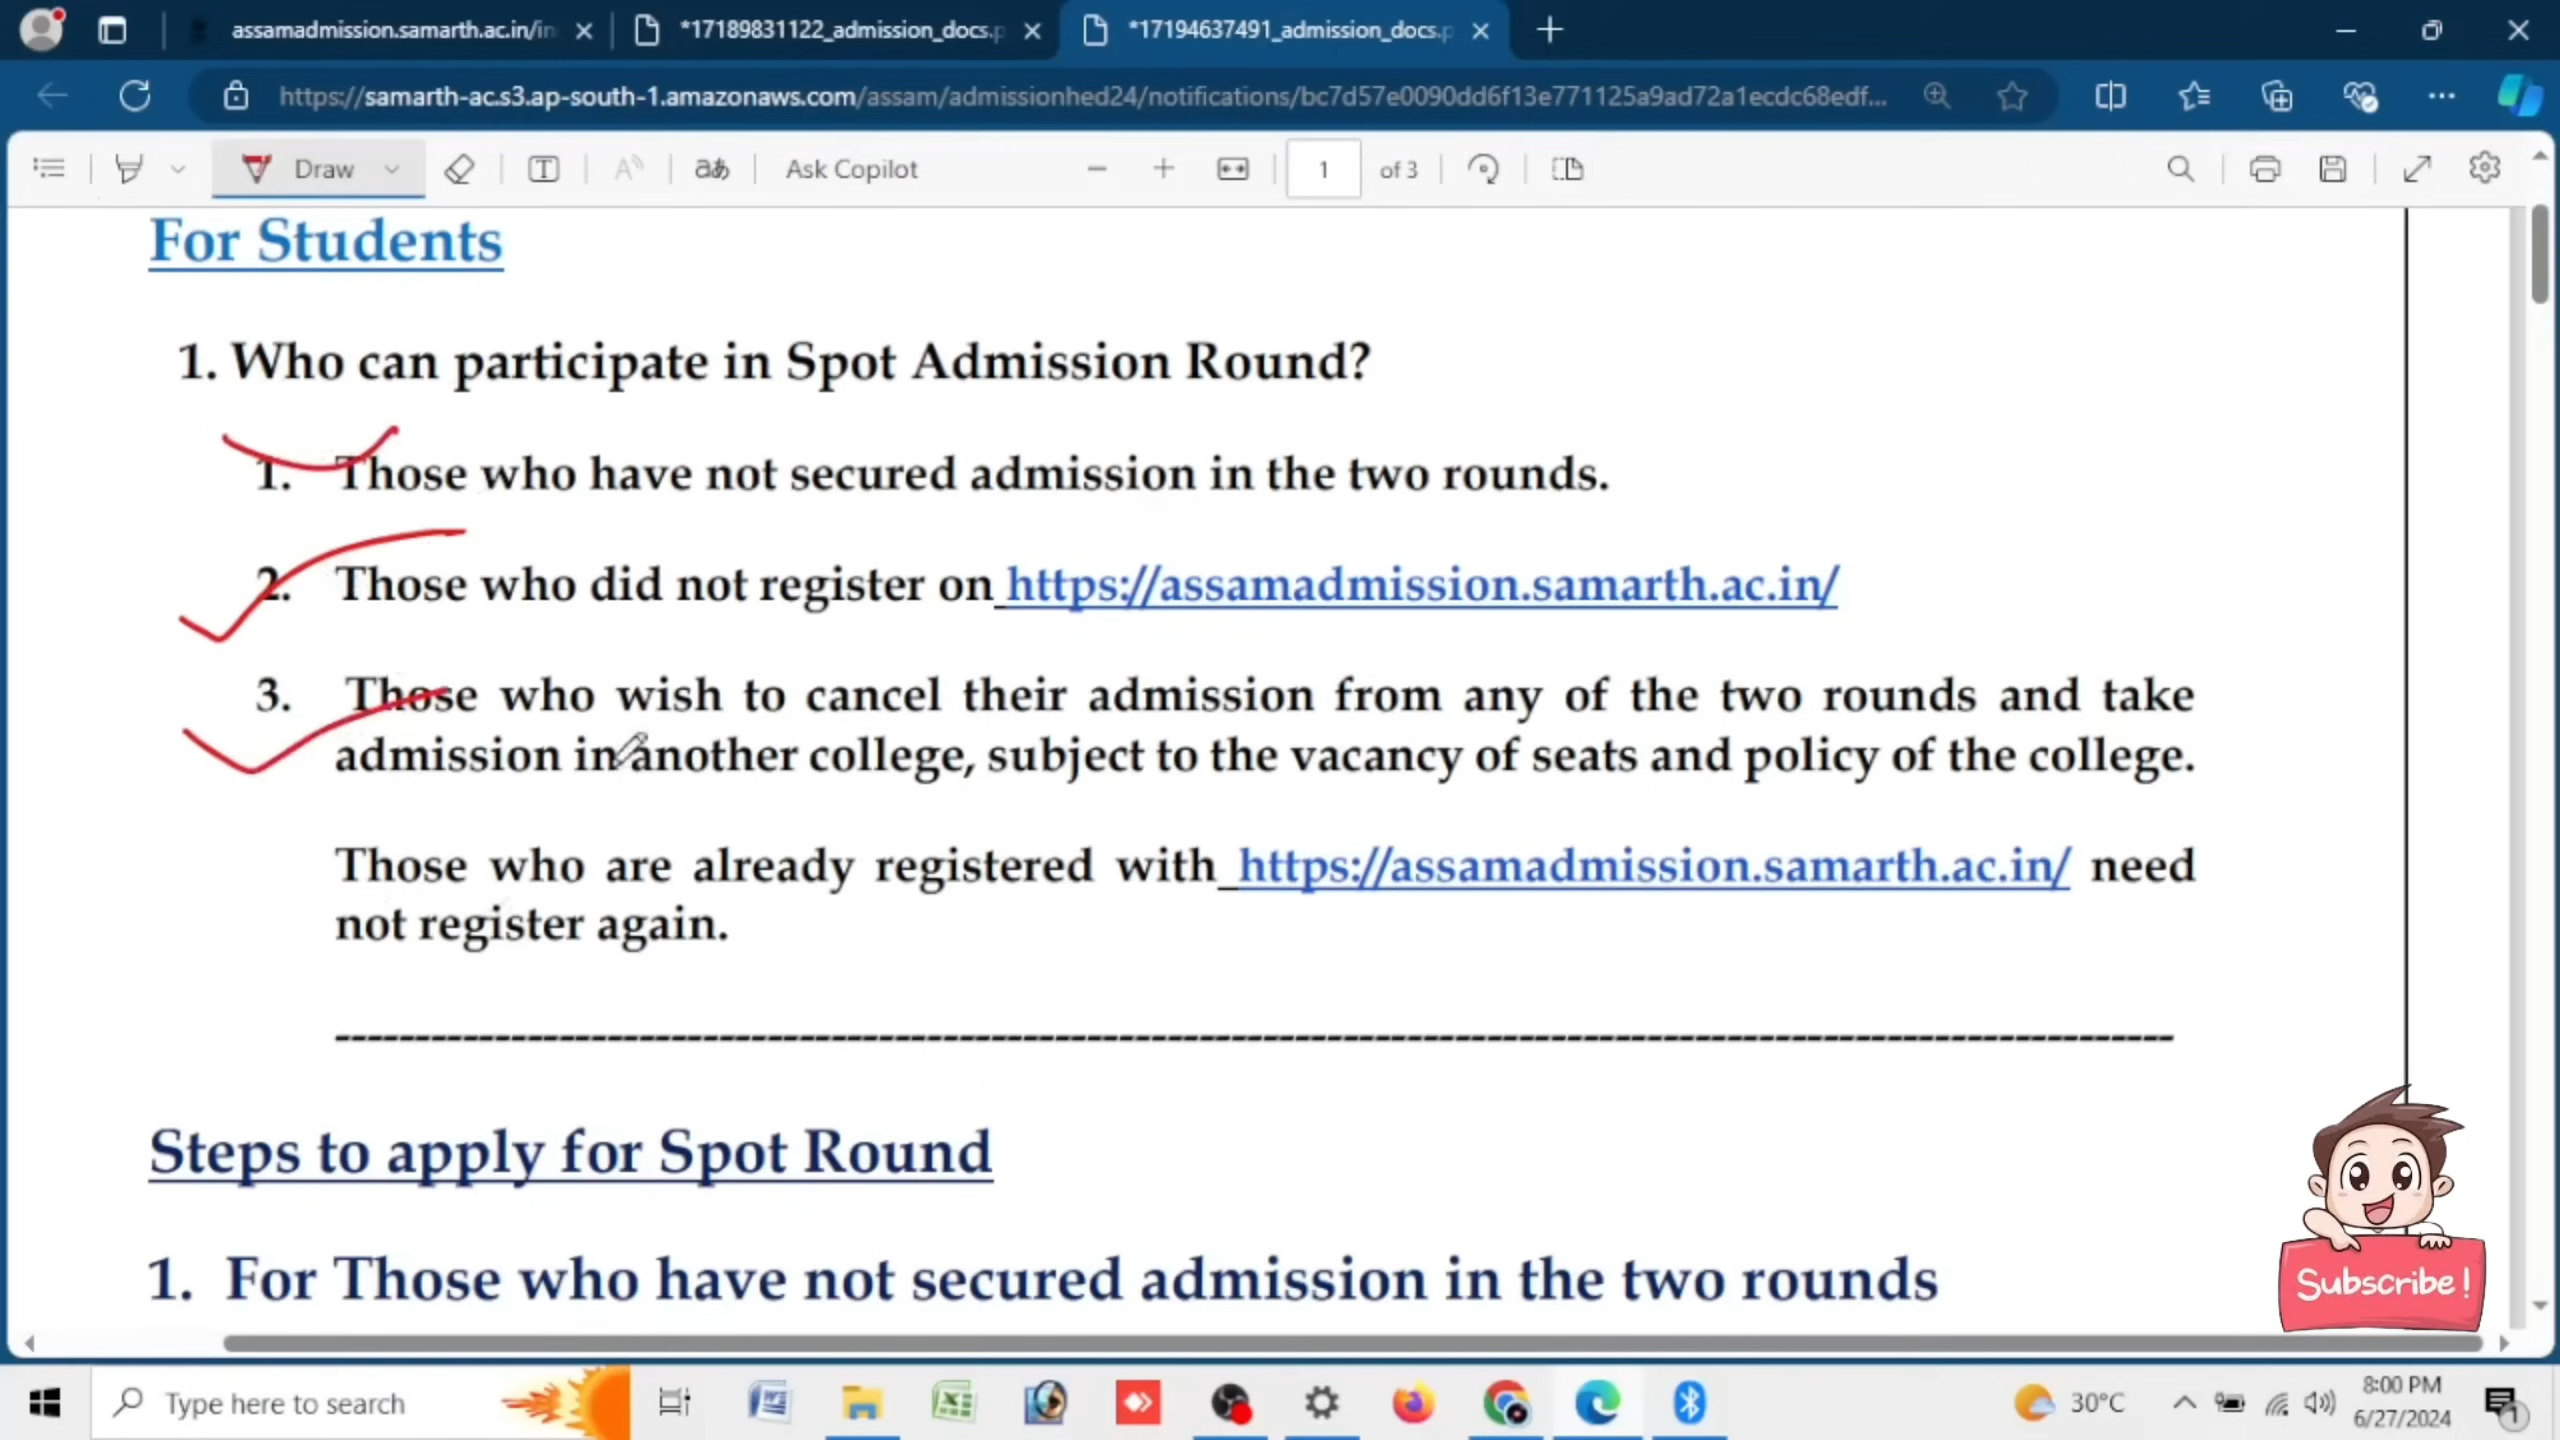 assamadmission.samarth.ac.in/in
*17189831122_admission_docs.p
*17194637491_admission_docs.p
https://samarth-ac.s3.ap-south-1.amazonaws.com/assam/admissionhed24/notifications/bc7d57e0090dd6f13e771125a9ad72a1ecdc68edf...
Draw
aあ
Ask Copilot
1 of 3
For Students
1. Who can participate in Spot Admission Round?
1. Those who have not secured admission in the two rounds.
2. Those who did not register on https://assamadmission.samarth.ac.in/
3. Those who wish to cancel their admission from any of the two rounds and take
admission in another college, subject to the vacancy of seats and policy of the college.
Those who are already registered with https://assamadmission.samarth.ac.in/ need
not register again.
Steps to apply for Spot Round
1. For Those who have not secured admission in the two rounds
Subscribe!
Type here to search
30°C
8:00 PM
6/27/2024
1